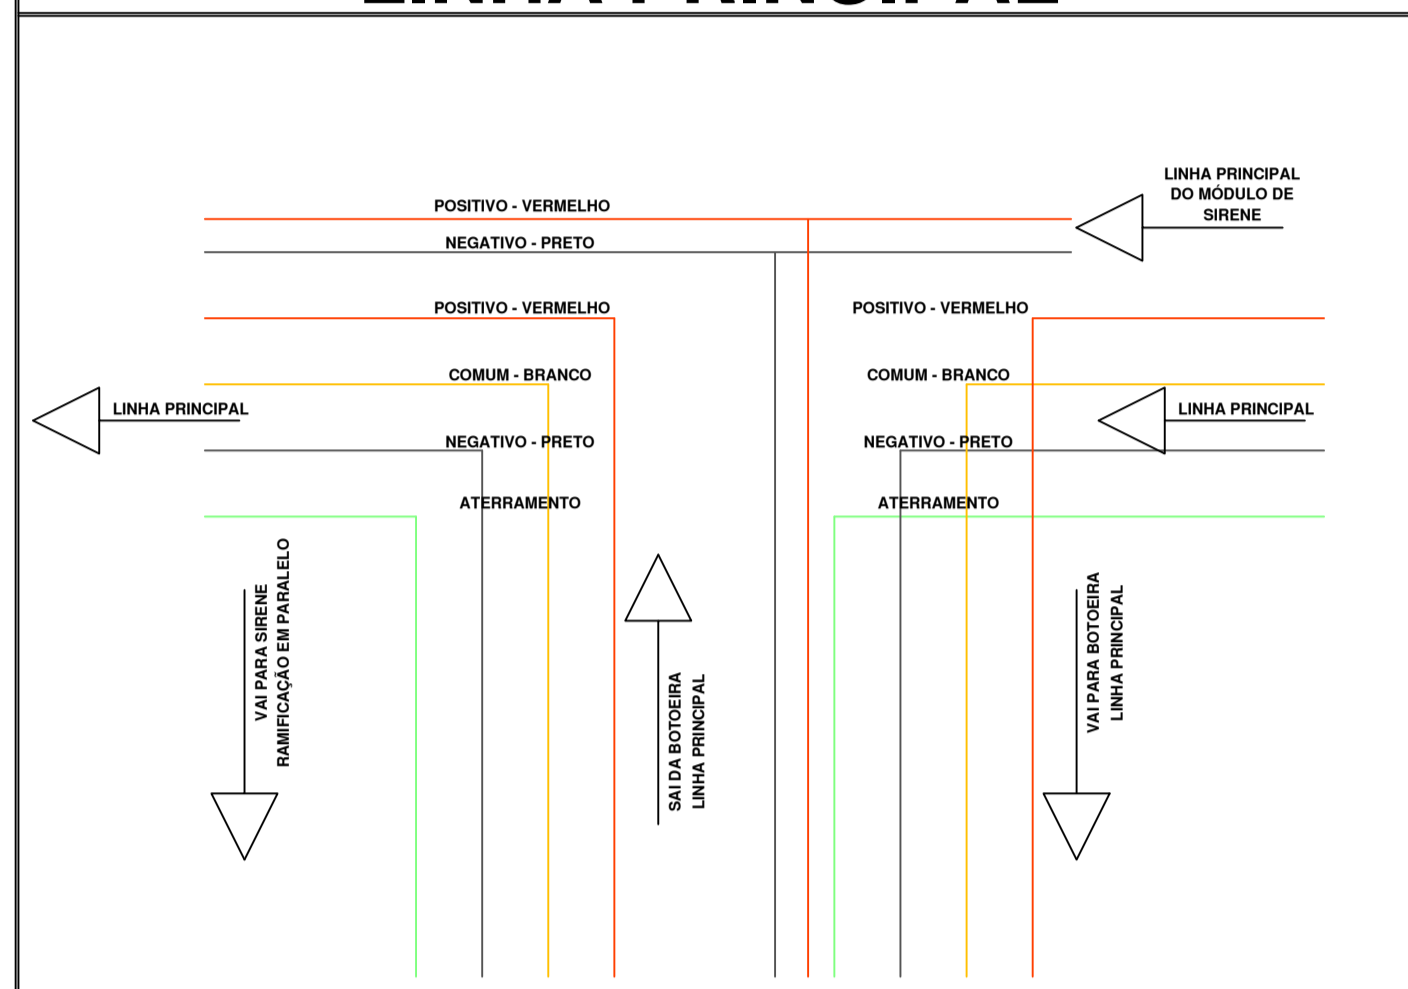 LINHA PRINCIPAL
LINHA PRINCIPAL
DO MÓDULO DE
SIRENE
POSITIVO - VERMELHO
NEGATIVO - PRETO
POSITIVO - VERMELHO
POSITIVO - VERMELHO
COMUM - BRANCO
COMUM - BRANCO
LINHA PRINCIPAL
LINHA PRINCIPAL
NEGATIVO - PRETO
NEGATIVO - PRETO
ATERRAMENTO
ATERRAMENTO
VAI PARA SIRENE
RAMIFICAÇÃO EM PARALELO
SAI DA BOTOEIRA
LINHA PRINCIPAL
VAI PARA BOTOEIRA
LINHA PRINCIPAL